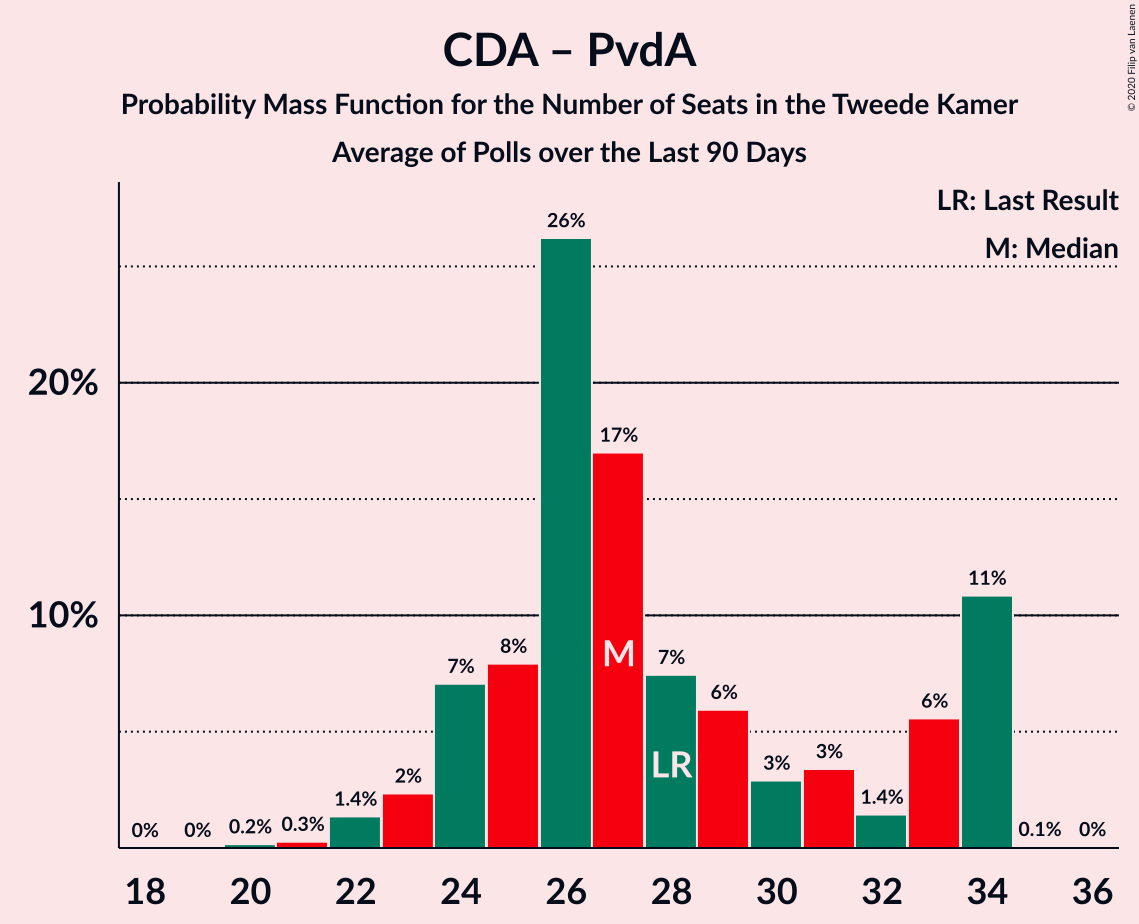 CDA – PvdA
Probability Mass Function for the Number of Seats in the Tweede Kamer
Average of Polls over the Last 90 Days
© 2020 Filip van Laenen
LR: Last Result
M: Median
20%
10%
0%
0%
0.2%
0.3%
1.4%
2%
7%
8%
26%
17%
7%
6%
3%
3%
1.4%
6%
11%
0.1%
0%
M
LR
18 20 22 24 26 28 30 32 34 36